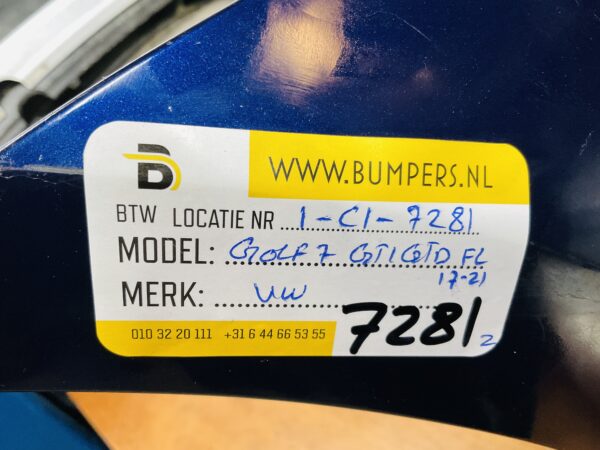 B WWW.BUMPERS.NL
BTW LOCATIE NR 1-C1-7281
MODEL: GOLF 7 GTI GTD FL
17-21
MERK: VW
7281 2
010 32 20 111 +31 6 44 66 53 55